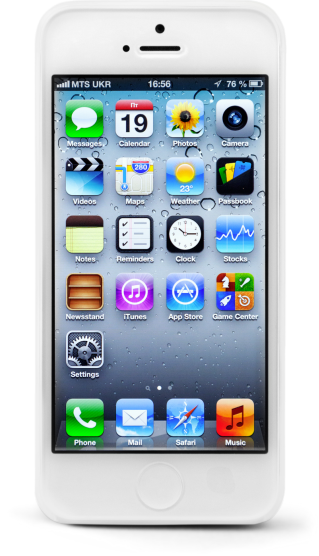 MTS UKR 16:56 76 %
Пт
19
280
23°
Messages Calendar Photos Camera
Videos Maps Weather Passbook
Notes Reminders Clock Stocks
Newsstand iTunes App Store Game Center
Settings
Phone Mail Safari Music